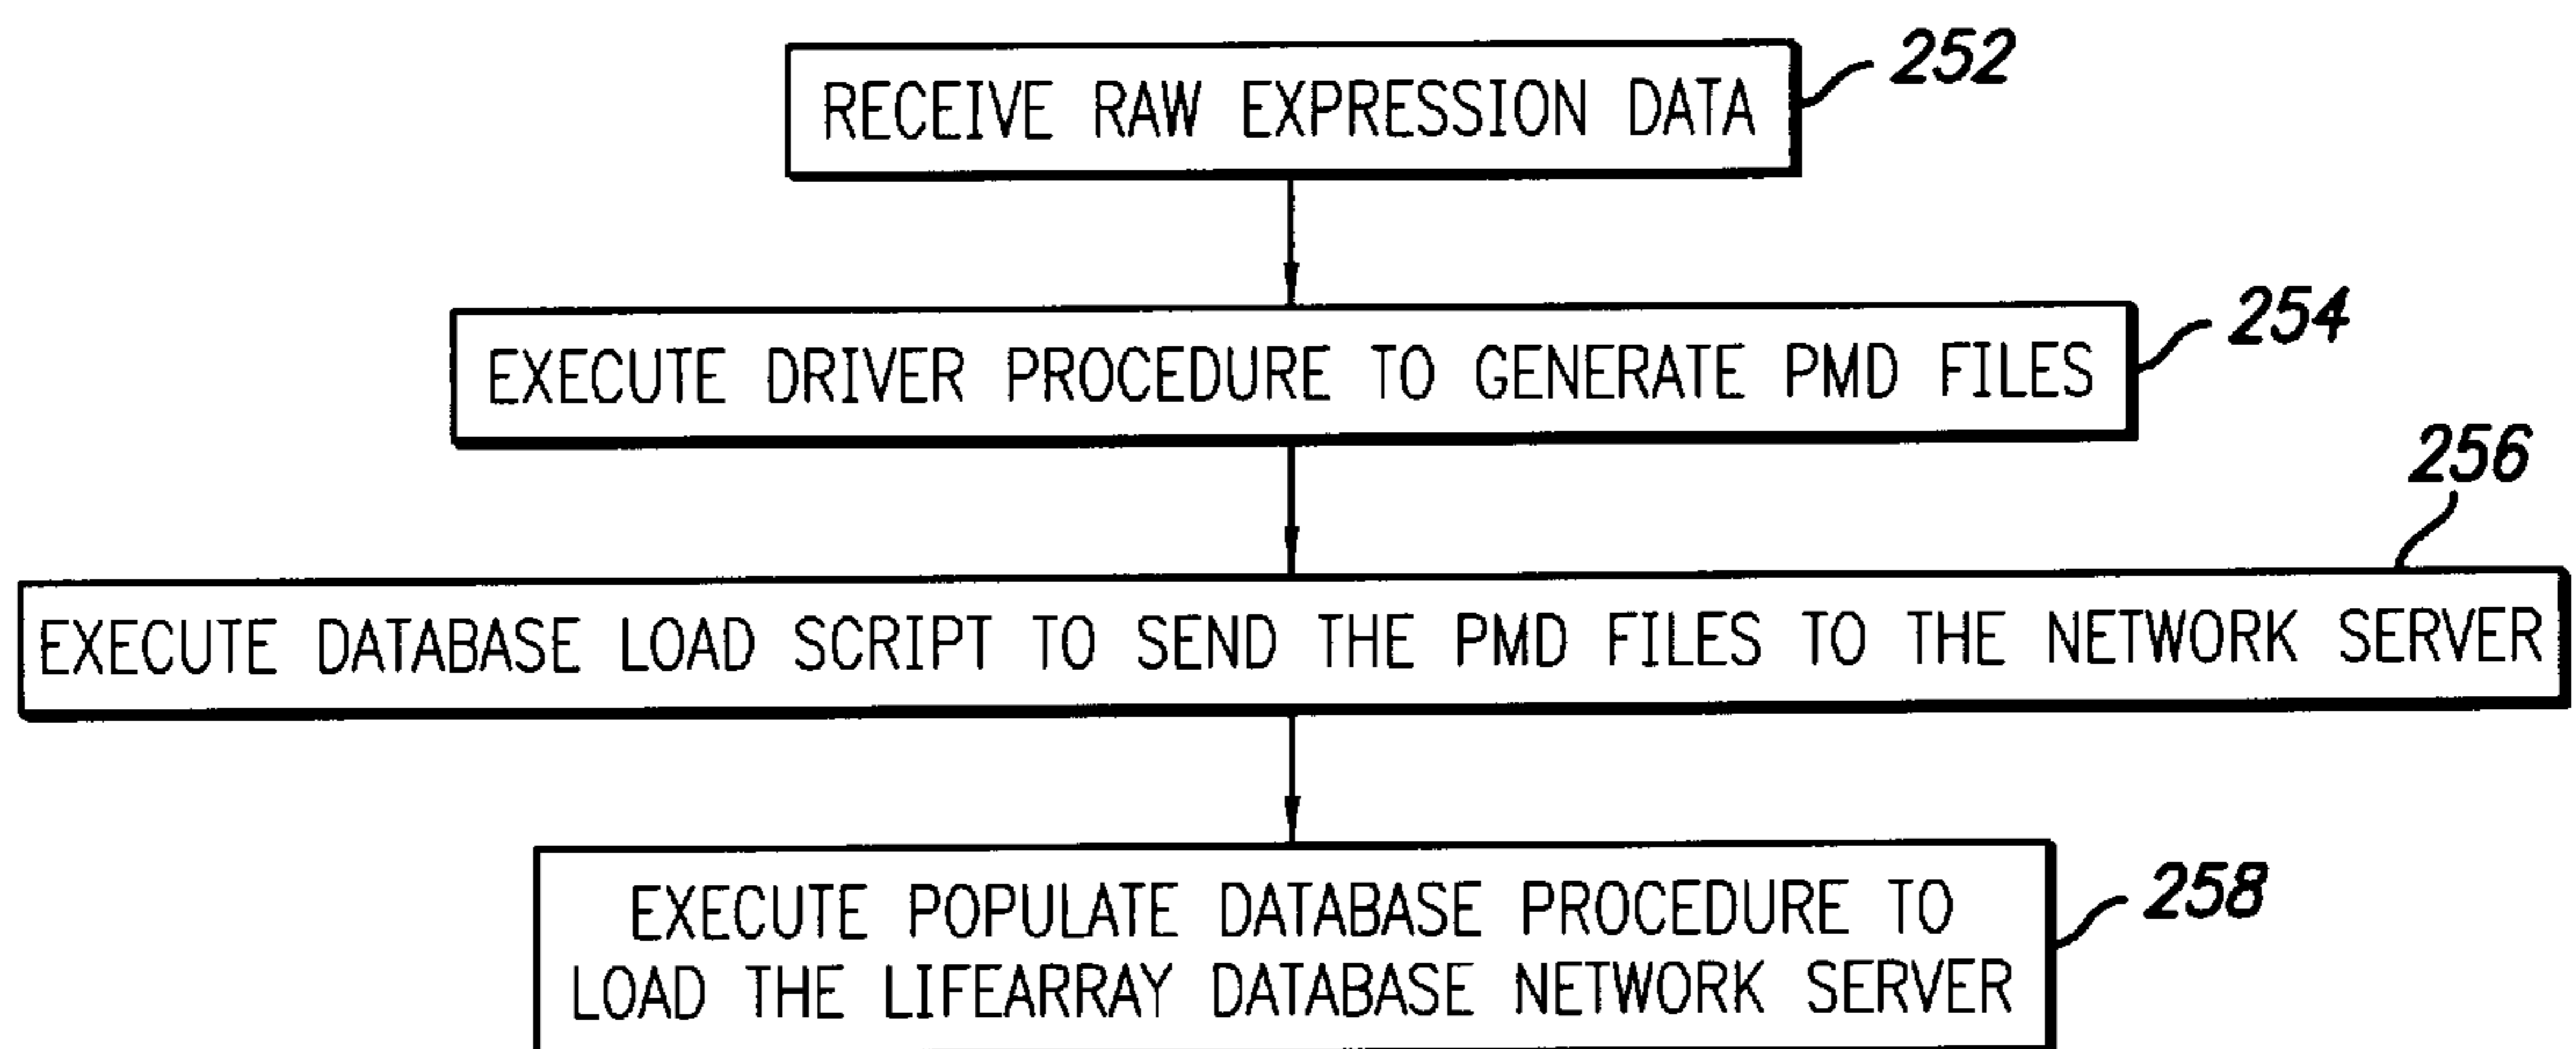 252
RECEIVE RAW EXPRESSION DATA
254
EXECUTE DRIVER PROCEDURE TO GENERATE PMD FILES
256
EXECUTE DATABASE LOAD SCRIPT TO SEND THE PMD FILES TO THE NETWORK SERVER
258
EXECUTE POPULATE DATABASE PROCEDURE TO
LOAD THE LIFEARRAY DATABASE NETWORK SERVER